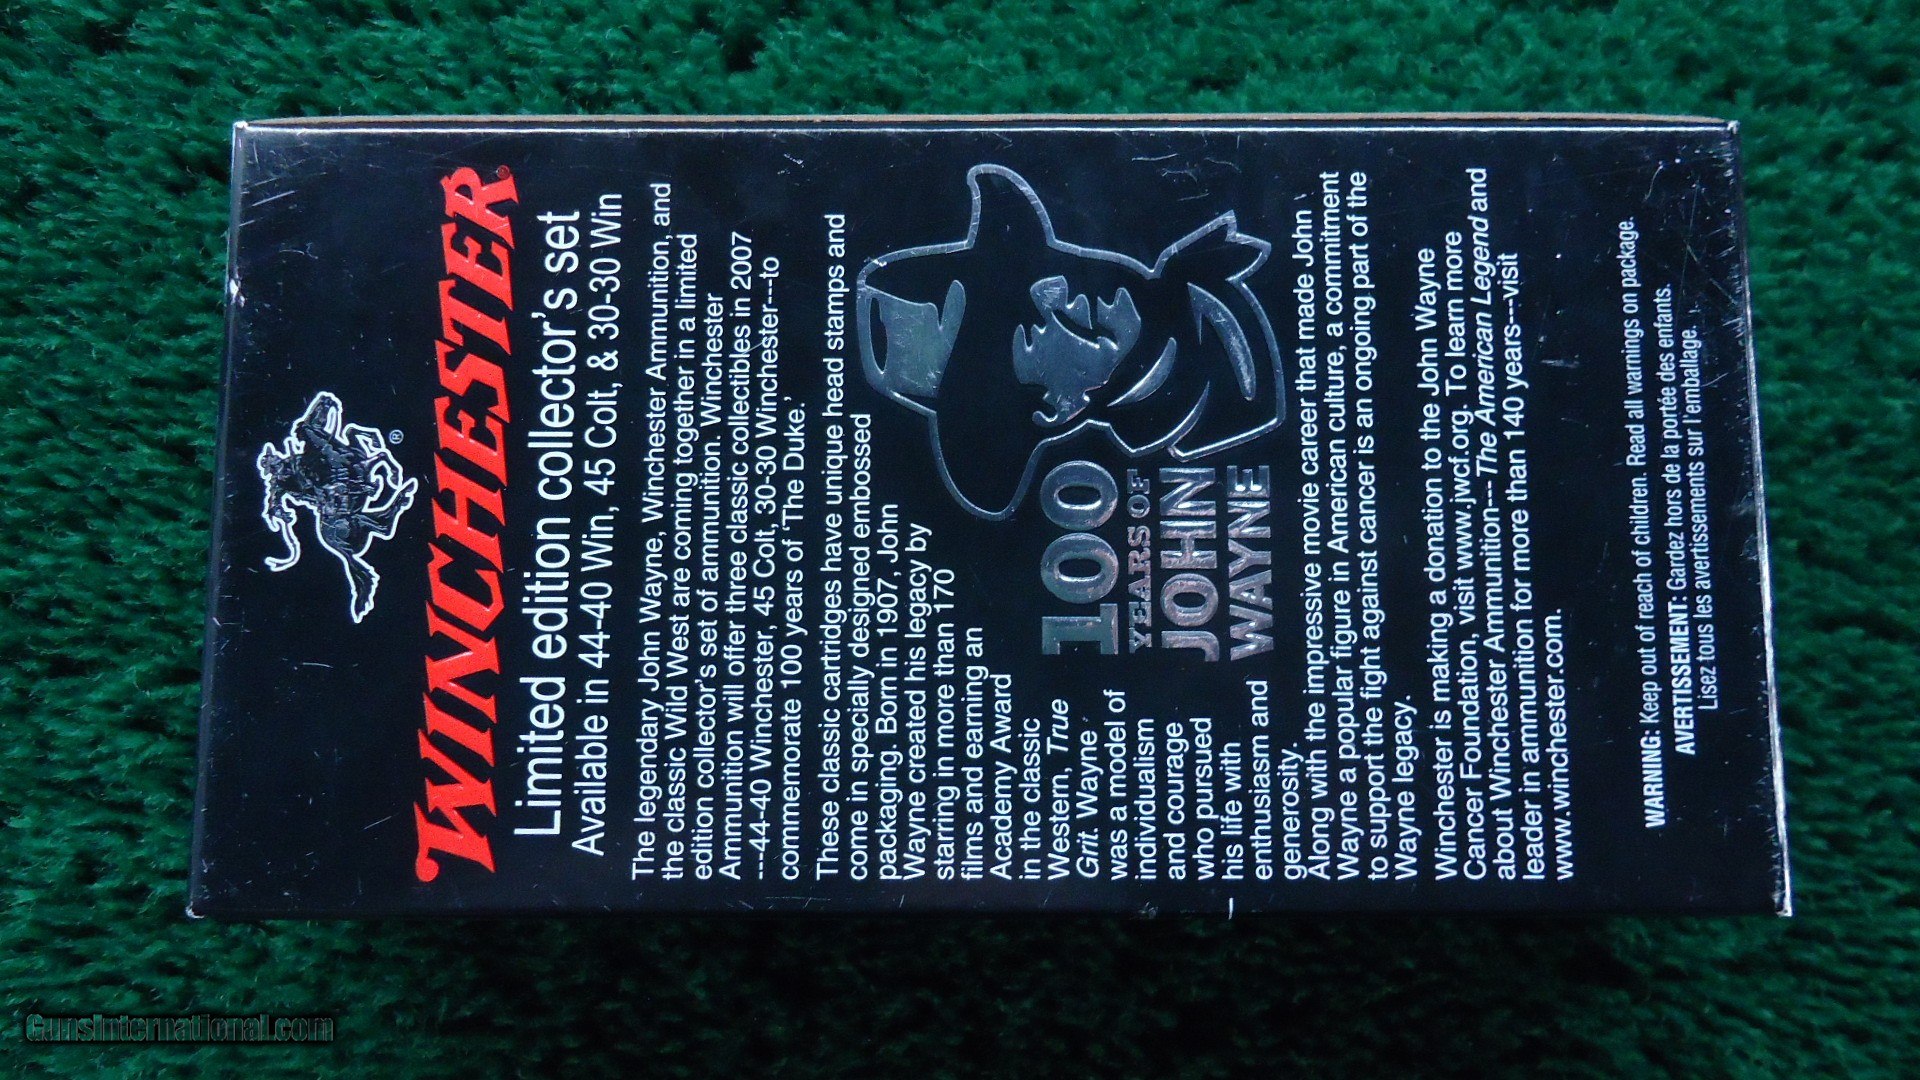 ®
WINCHESTER®
Limited edition collector's set
Available in 44-40 Win, 45 Colt, & 30-30 Win
The legendary John Wayne, Winchester Ammunition, and
the classic Wild West are coming together in a limited
edition collector's set of ammunition. Winchester
Ammunition will offer three classic collectibles in 2007
---44-40 Winchester, 45 Colt, 30-30 Winchester---to
commemorate 100 years of 'The Duke.'
These classic cartridges have unique head stamps and
come in specially designed embossed
packaging. Born in 1907, John
Wayne created his legacy by
starring in more than 170
films and earning an
Academy Award
in the classic
Western, True
Grit. Wayne
was a model of
individualism
and courage
who pursued
his life with
enthusiasm and
generosity.
100
YEARS OF
JOHN
WAYNE
Along with the impressive movie career that made John
Wayne a popular figure in American culture, a commitment
to support the fight against cancer is an ongoing part of the
Wayne legacy.
Winchester is making a donation to the John Wayne
Cancer Foundation, visit www.jwcf.org. To learn more
about Winchester Ammunition---The American Legend and
leader in ammunition for more than 140 years---visit
www.winchester.com.
WARNING: Keep out of reach of children. Read all warnings on package.
AVERTISSEMENT: Gardez hors de la portée des enfants.
Lisez tous les avertissements sur l'emballage.
GunsInternational.com